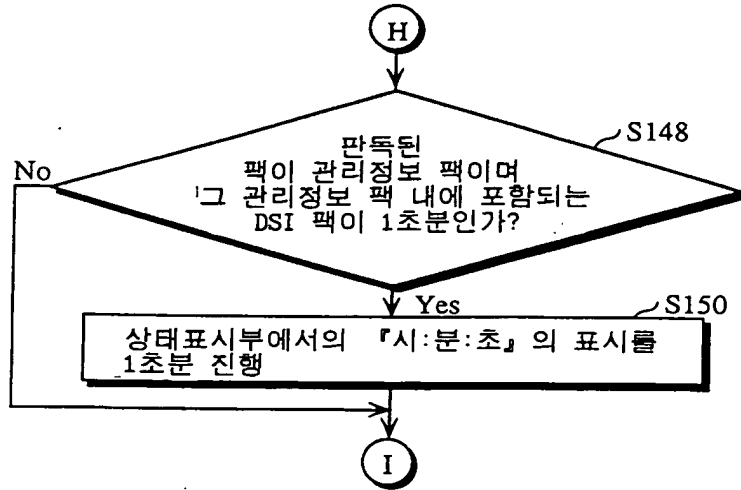 H
S148
판독된
No
팩이 관리정보 팩이며
그 관리정보 팩 내에 포함되는
DSI 팩이 1초분인가?
Yes
S150
상태표시부에서의 『시:분:초』의 표시를
1초분 진행
I